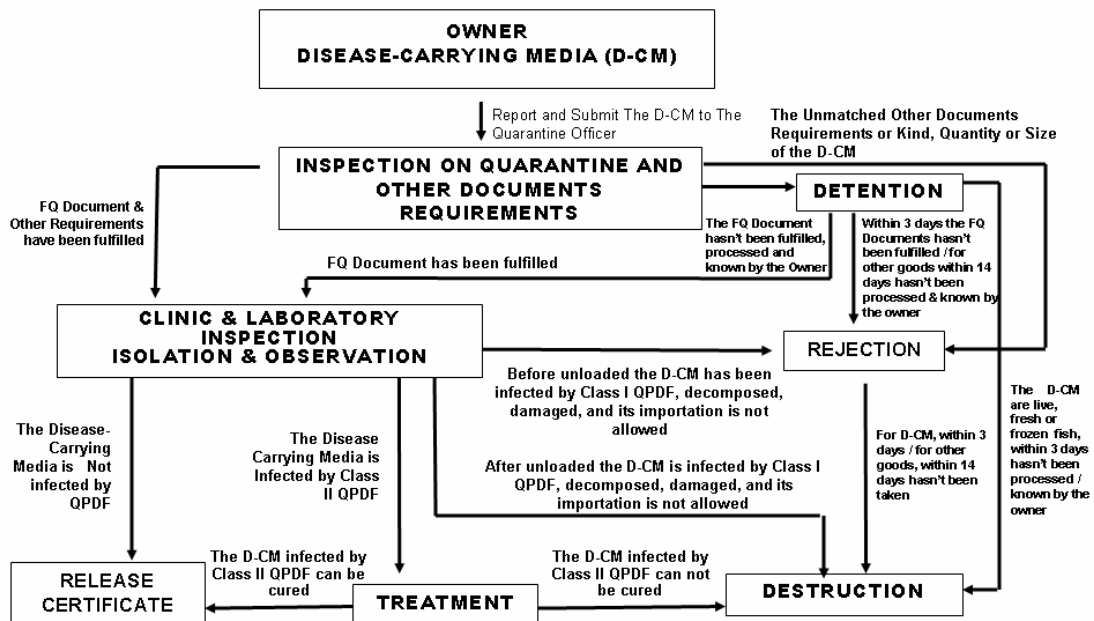 OWNER
DISEASE-CARRYING MEDIA (D-CM)
Report and Submit The D-CM to The
Quarantine Officer
The Unmatched Other Documents
Requirements or Kind, Quantity or Size
of the D-CM
INSPECTION ON QUARANTINE AND
OTHER DOCUMENTS
REQUIREMENTS
DETENTION
FQ Document &
Other Requirements
have been fulfilled
The FQ Document
hasn't been fulfilled,
processed and
known by the Owner
Within 3 days the FQ
Documents hasn't
been fulfilled / for
other goods within 14
days hasn't been
processed & known by
the owner
FQ Document has been fulfilled
CLINIC & LABORATORY
INSPECTION
ISOLATION & OBSERVATION
REJECTION
Before unloaded the D-CM has been
infected by Class I QPDF, decomposed,
damaged, and its importation is not
allowed
The D-CM
are live,
fresh or
frozen fish,
within 3 days
hasn't been
processed /
known by the
owner
The Disease-
Carrying
Media is Not
infected by
QPDF
The Disease
Carrying Media is
Infected by Class
II QPDF
For D-CM, within 3
days / for other
goods, within 14
days hasn't been
taken
After unloaded the D-CM is infected by Class I
QPDF, decomposed, damaged, and its
importation is not allowed
RELEASE
CERTIFICATE
The D-CM infected by
Class II QPDF can be
cured
TREATMENT
The D-CM infected by
Class II QPDF can not
be cured
DESTRUCTION